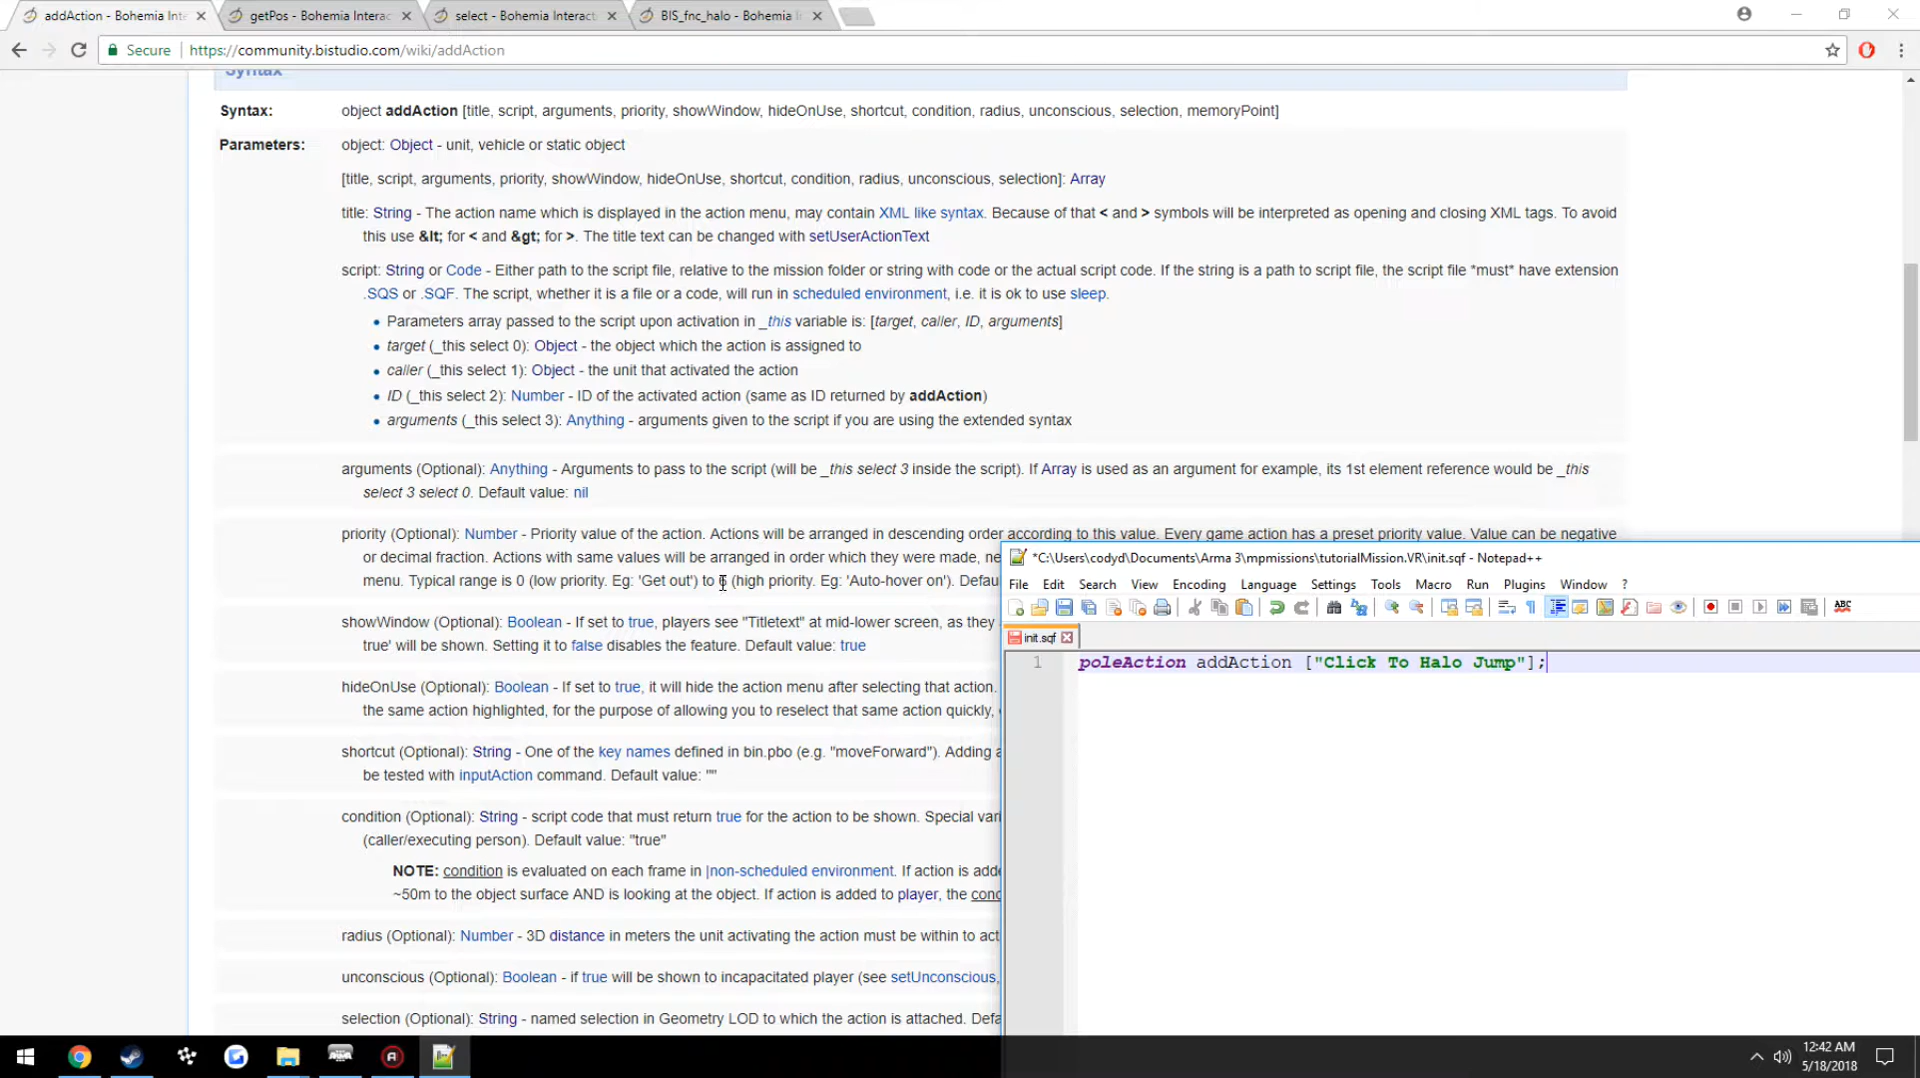 addAction - Bohemia Inte
getPos - Bohemia Interac
select - Bohemia Interact
BIS_fnc_halo - Bohemia I
Secure https://community.bistudio.com/wiki/addAction
Syntax
Syntax: object addAction [title, script, arguments, priority, showWindow, hideOnUse, shortcut, condition, radius, unconscious, selection, memoryPoint]
Parameters: object: Object - unit, vehicle or static object
[title, script, arguments, priority, showWindow, hideOnUse, shortcut, condition, radius, unconscious, selection]: Array
title: String - The action name which is displayed in the action menu, may contain XML like syntax. Because of that < and > symbols will be interpreted as opening and closing XML tags. To avoid
this use &lt; for < and &gt; for >. The title text can be changed with setUserActionText
script: String or Code - Either path to the script file, relative to the mission folder or string with code or the actual script code. If the string is a path to script file, the script file *must* have extension
.SQS or .SQF. The script, whether it is a file or a code, will run in scheduled environment, i.e. it is ok to use sleep.
• Parameters array passed to the script upon activation in _this variable is: [target, caller, ID, arguments]
• target (_this select 0): Object - the object which the action is assigned to
• caller (_this select 1): Object - the unit that activated the action
• ID (_this select 2): Number - ID of the activated action (same as ID returned by addAction)
• arguments (_this select 3): Anything - arguments given to the script if you are using the extended syntax
arguments (Optional): Anything - Arguments to pass to the script (will be _this select 3 inside the script). If Array is used as an argument for example, its 1st element reference would be _this
select 3 select 0. Default value: nil
priority (Optional): Number - Priority value of the action. Actions will be arranged in descending order according to this value. Every game action has a preset priority value. Value can be negative
or decimal fraction. Actions with same values will be arranged in order which they were made, ne
menu. Typical range is 0 (low priority. Eg: 'Get out') to 6 (high priority. Eg: 'Auto-hover on'). Defau
showWindow (Optional): Boolean - If set to true, players see "Titletext" at mid-lower screen, as they a
true' will be shown. Setting it to false disables the feature. Default value: true
hideOnUse (Optional): Boolean - If set to true, it will hide the action menu after selecting that action.
the same action highlighted, for the purpose of allowing you to reselect that same action quickly,
shortcut (Optional): String - One of the key names defined in bin.pbo (e.g. "moveForward"). Adding a
be tested with inputAction command. Default value: ""
condition (Optional): String - script code that must return true for the action to be shown. Special vari
(caller/executing person). Default value: "true"
NOTE: condition is evaluated on each frame in |non-scheduled environment. If action is adde
~50m to the object surface AND is looking at the object. If action is added to player, the cond
radius (Optional): Number - 3D distance in meters the unit activating the action must be within to act
unconscious (Optional): Boolean - if true will be shown to incapacitated player (see setUnconscious,
selection (Optional): String - named selection in Geometry LOD to which the action is attached. Defa
*C:\Users\codyd\Documents\Arma 3\mpmissions\tutorialMission.VR\init.sqf - Notepad++
File Edit Search View Encoding Language Settings Tools Macro Run Plugins Window ?
ABC
init.sqf
1 poleAction addAction ["Click To Halo Jump"];
12:42 AM
5/18/2018